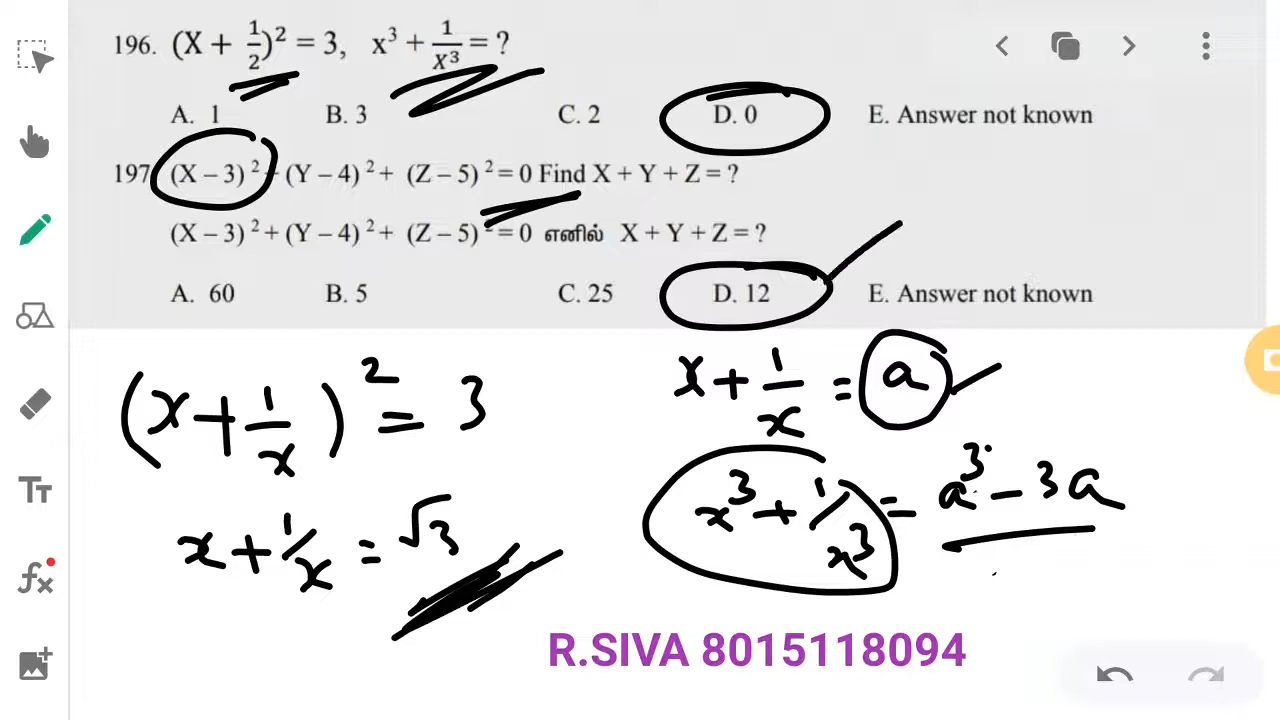 196. (X + 1/2)² = 3, x³ + 1/X³ = ?
A. 1 B. 3 C. 2 D. 0 E. Answer not known
197 (X – 3)² + (Y – 4)² + (Z – 5)² = 0 Find X + Y + Z = ?
(X – 3)² + (Y – 4)² + (Z – 5)² = 0 எனில் X + Y + Z = ?
A. 60 B. 5 C. 25 D. 12 E. Answer not known
(x + 1/x)² = 3
x + 1/x = √3
x + 1/x = a
x³ + 1/x³ = a³ – 3a
R.SIVA 8015118094
Tт
fx